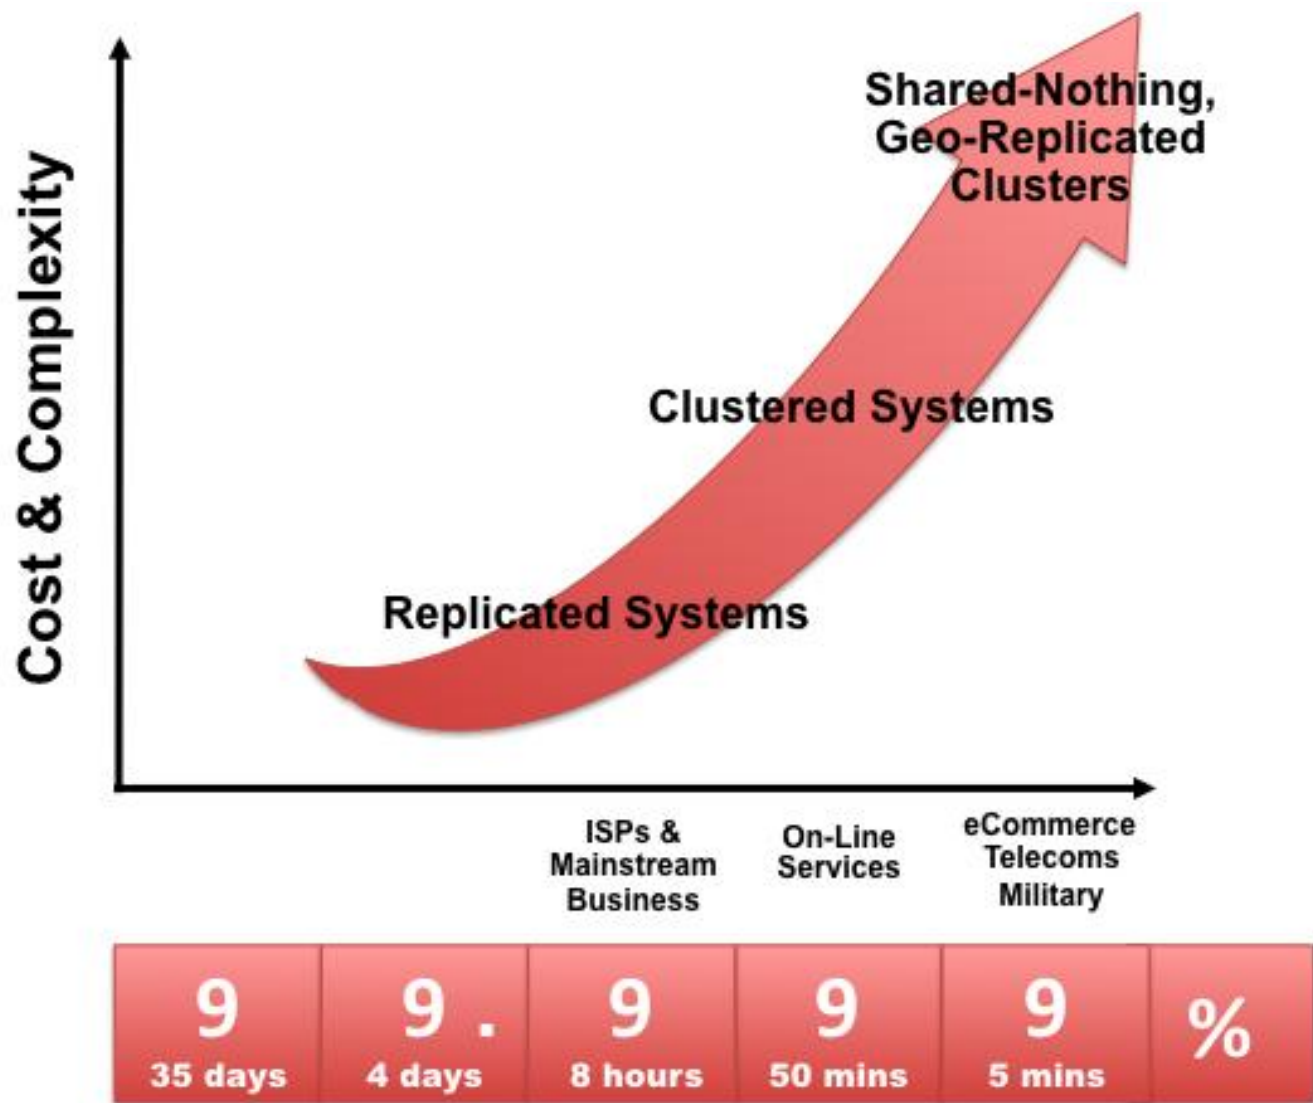 Cost & Complexity
Shared-Nothing,
Geo-Replicated
Clusters
Clustered Systems
Replicated Systems
ISPs &
Mainstream
Business
On-Line
Services
eCommerce
Telecoms
Military
9 9 . 9 9 9 %
35 days 4 days 8 hours 50 mins 5 mins